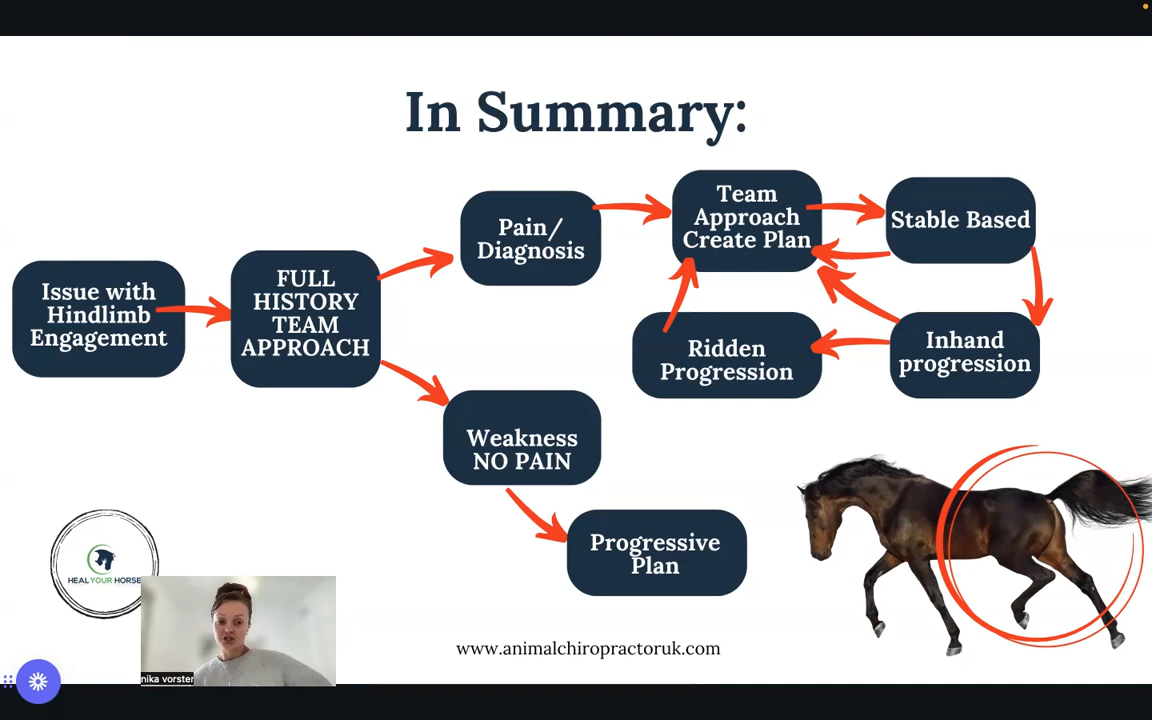 In Summary:
Issue with
Hindlimb
Engagement
FULL
HISTORY
TEAM
APPROACH
Pain/
Diagnosis
Team
Approach
Create Plan
Stable Based
Inhand
progression
Ridden
Progression
Weakness
NO PAIN
Progressive
Plan
HEAL YOUR HORSE
nika vorster
www.animalchiropractoruk.com